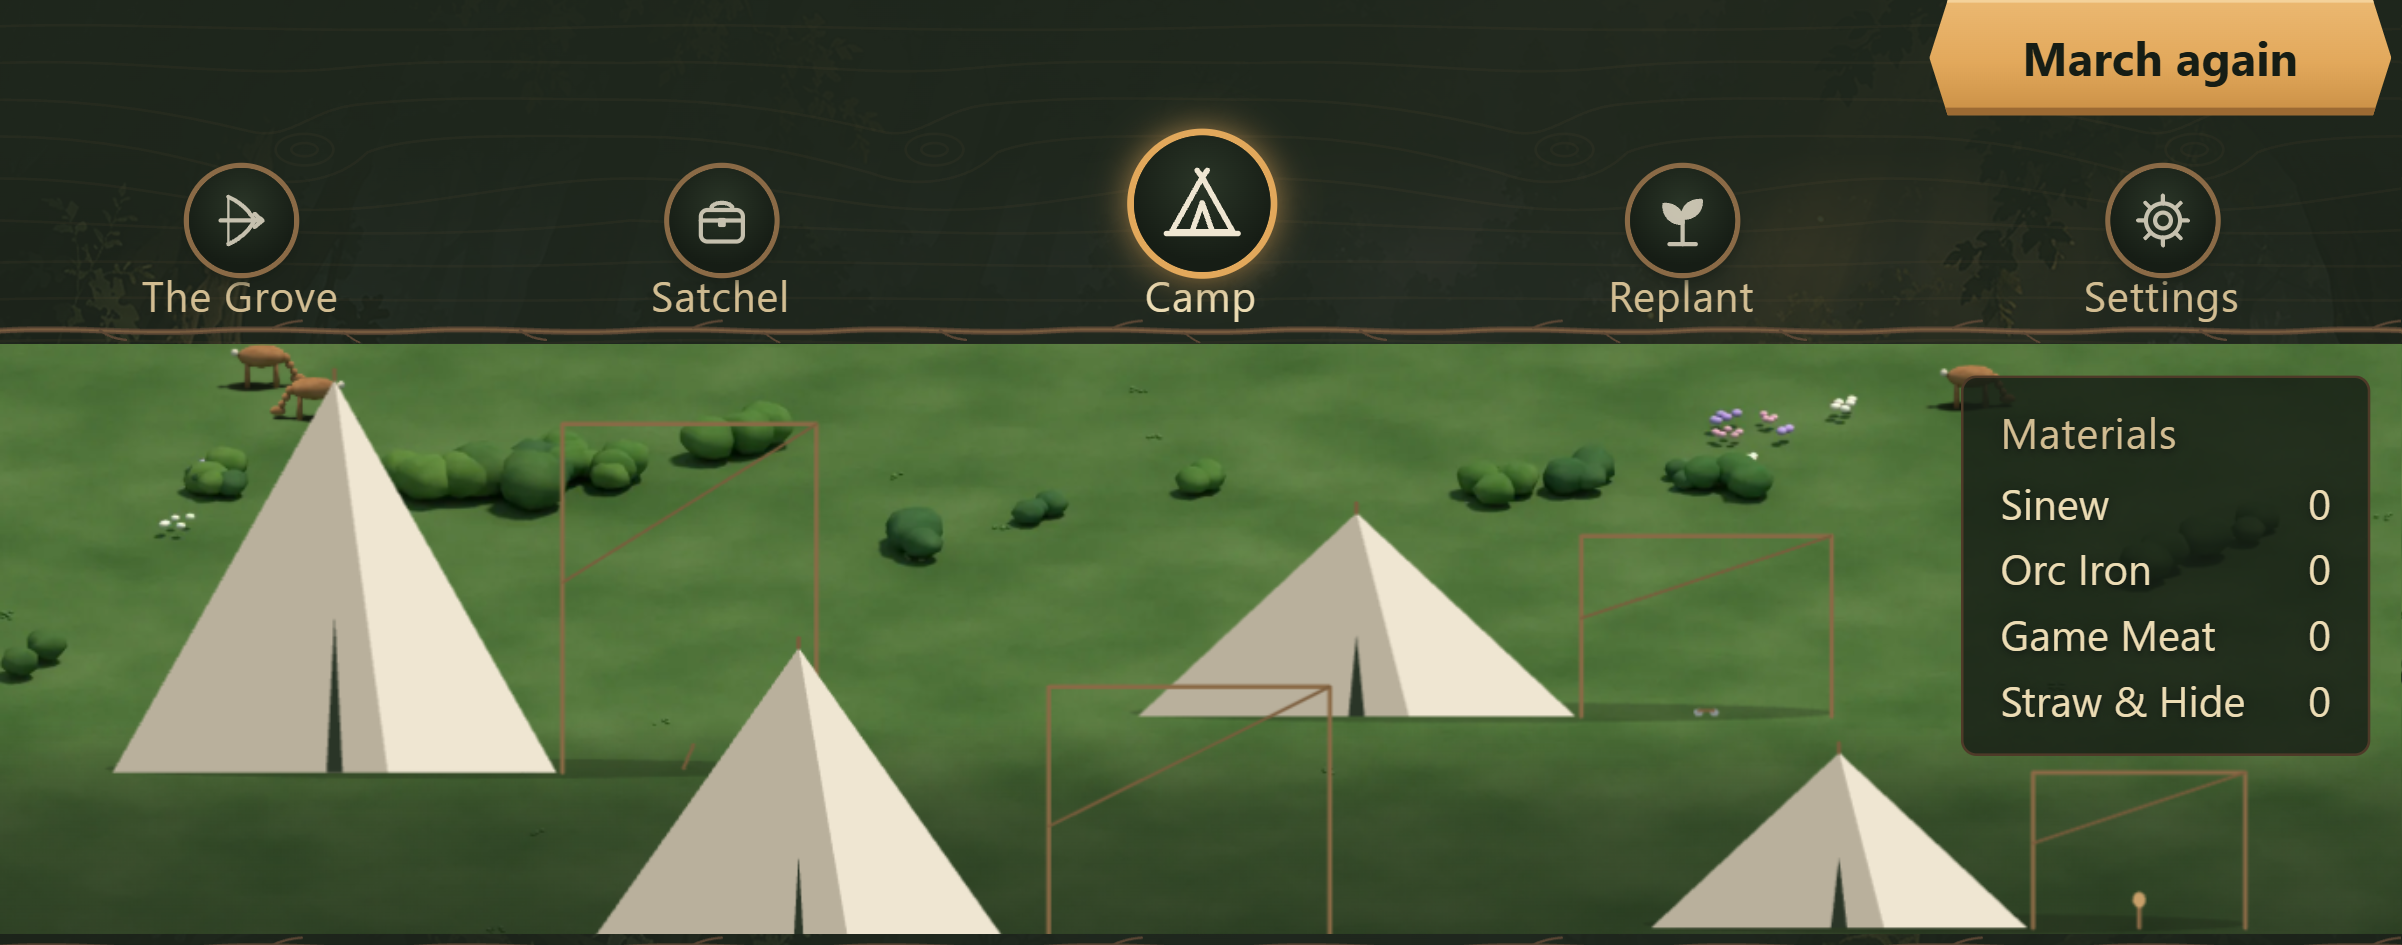 March again
The Grove
Satchel
Camp
Replant
Settings
Materials
Sinew 0
Orc Iron 0
Game Meat 0
Straw & Hide 0